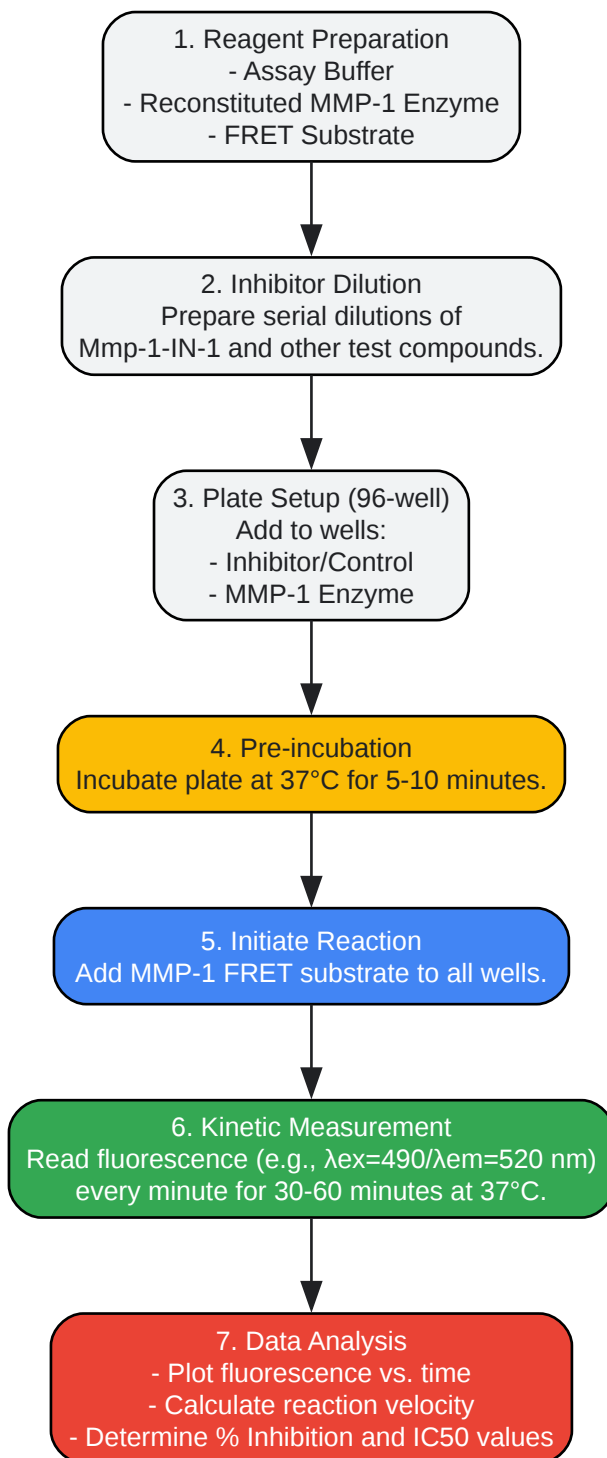 1. Reagent Preparation
- Assay Buffer
- Reconstituted MMP-1 Enzyme
- FRET Substrate
2. Inhibitor Dilution
Prepare serial dilutions of
Mmp-1-IN-1 and other test compounds.
3. Plate Setup (96-well)
Add to wells:
- Inhibitor/Control
- MMP-1 Enzyme
4. Pre-incubation
Incubate plate at 37°C for 5-10 minutes.
5. Initiate Reaction
Add MMP-1 FRET substrate to all wells.
6. Kinetic Measurement
Read fluorescence (e.g., λex=490/λem=520 nm)
every minute for 30-60 minutes at 37°C.
7. Data Analysis
- Plot fluorescence vs. time
- Calculate reaction velocity
- Determine % Inhibition and IC50 values